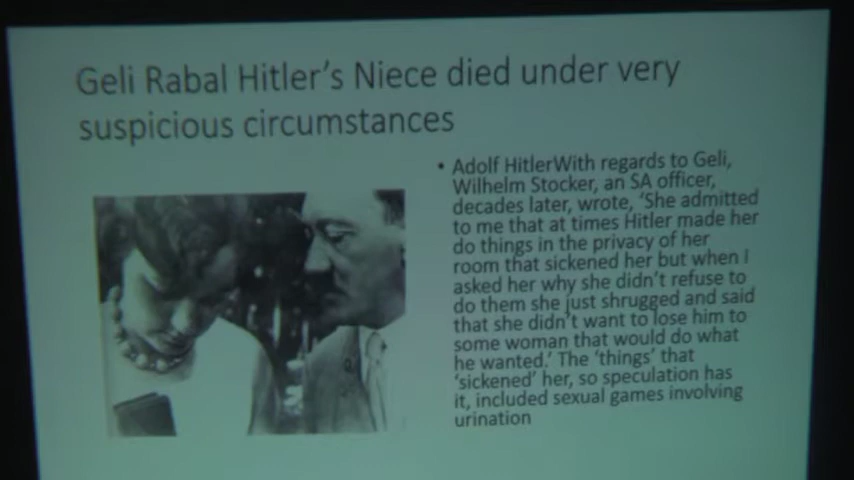 Geli Rabal Hitler's Niece died under very
suspicious circumstances
• Adolf HitlerWith regards to Geli,
Wilhelm Stocker, an SA officer,
decades later, wrote, 'She admitted
to me that at times Hitler made her
do things in the privacy of her
room that sickened her but when I
asked her why she didn't refuse to
do them she just shrugged and said
that she didn't want to lose him to
some woman that would do what
he wanted.' The 'things' that
'sickened' her, so speculation has
it, included sexual games involving
urination